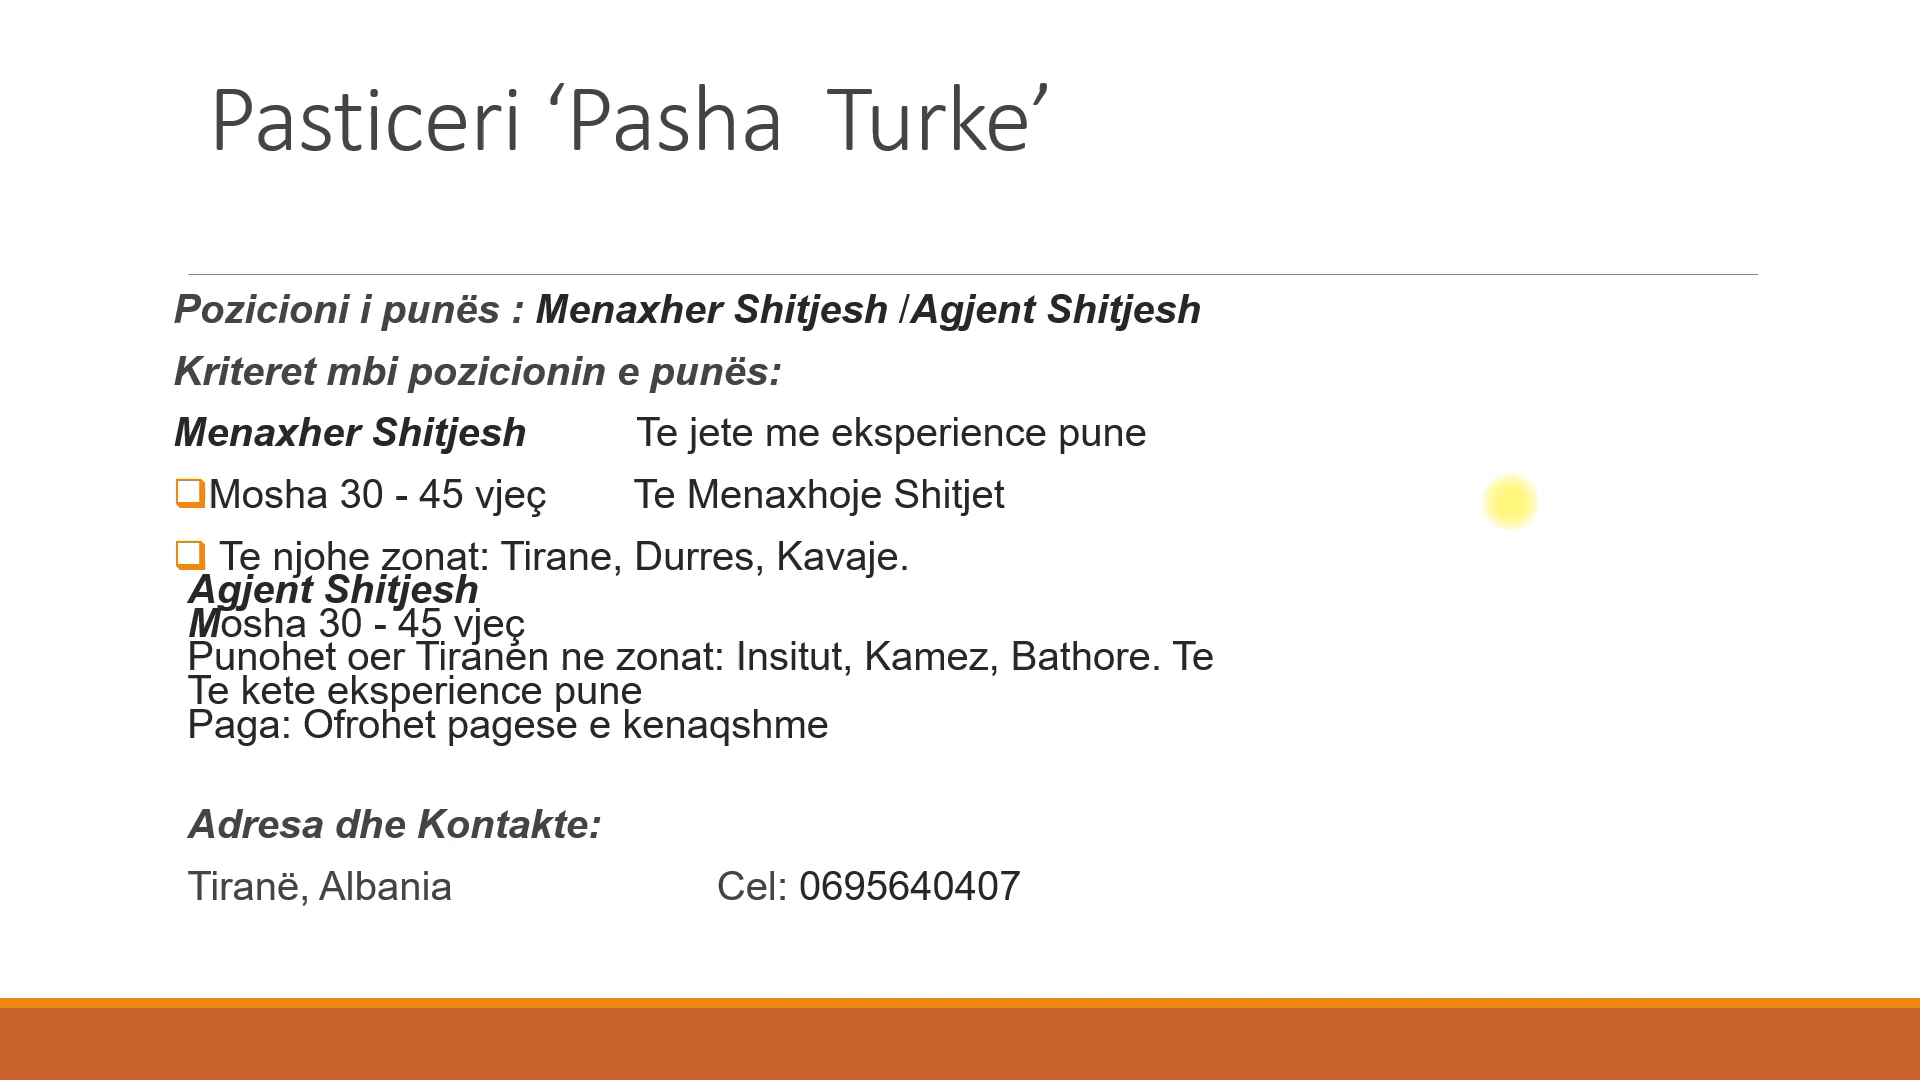 Pasticeri ‘Pasha  Turke’
Pozicioni i punës : Menaxher Shitjesh /Agjent Shitjesh
Kriteret mbi pozicionin e punës:
Menaxher Shitjesh Te jete me eksperience pune
Mosha 30 - 45 vjeç Te Menaxhoje Shitjet
Te njohe zonat: Tirane, Durres, Kavaje.
Agjent Shitjesh
Mosha 30 - 45 vjeç
Punohet oer Tiranën ne zonat: Insitut, Kamez, Bathore. Te
Te kete eksperience pune
Paga: Ofrohet pagese e kenaqshme
Adresa dhe Kontakte:
Tiranë, Albania Cel: 0695640407